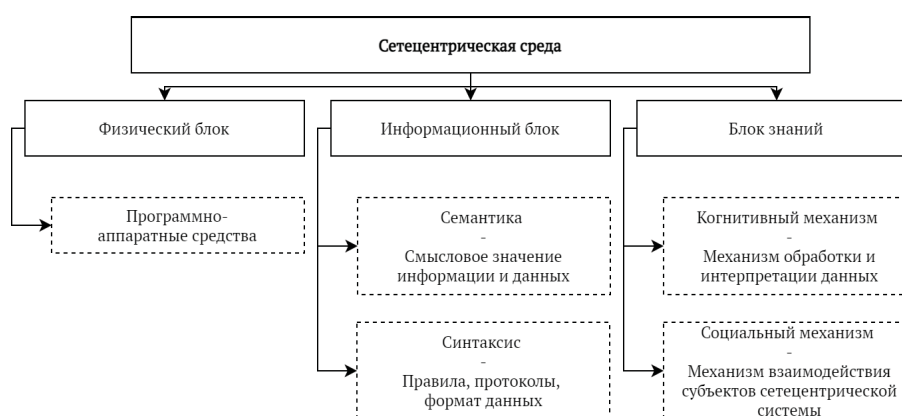 Сетецентрическая среда
Физический блок
Информационный блок
Блок знаний
Программно-
аппаратные средства
Семантика
-
Смысловое значение
информации и данных
Когнитивный механизм
-
Механизм обработки и
интерпретации данных
Синтаксис
-
Правила, протоколы,
формат данных
Социальный механизм
-
Механизм взаимодействия
субъектов сетецентрической
системы